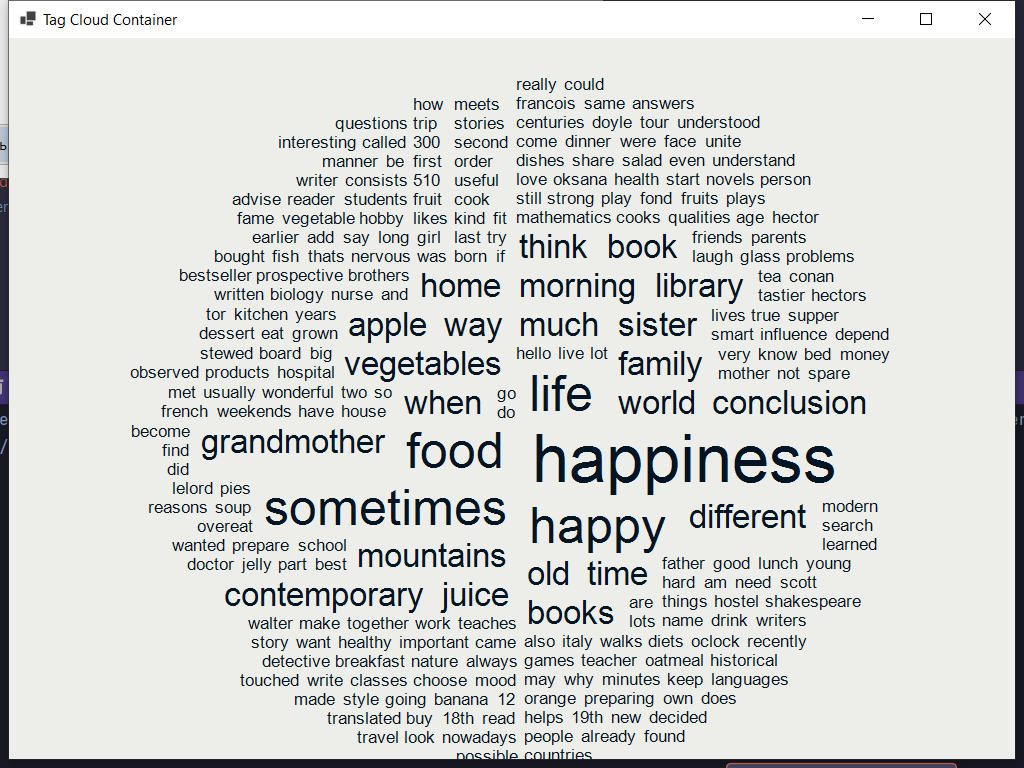 Tag Cloud Container
really could
how meets francois same answers
questions trip stories centuries doyle tour understood
interesting called 300 second come dinner were face unite
manner be first order dishes share salad even understand
writer consists 510 useful love oksana health start novels person
advise reader students fruit cook still strong play fond fruits plays
fame vegetable hobby likes kind fit mathematics cooks qualities age hector
earlier add say long girl last try think book friends parents
bought fish thats nervous was born if laugh glass problems
bestseller prospective brothers home morning library tea conan
written biology nurse and tastier hectors
tor kitchen years apple way much sister lives true supper
dessert eat grown smart influence depend
stewed board big vegetables hello live lot family very know bed money
observed products hospital mother not spare
met usually wonderful two so when go life world conclusion
french weekends have house do
become grandmother food happiness
find
did
lelord pies sometimes
reasons soup happy different modern
overeat search
wanted prepare school mountains learned
doctor jelly part best old time father good lunch young
hard am need scott
contemporary juice books are things hostel shakespeare
walter make together work teaches lots name drink writers
story want healthy important came also italy walks diets oclock recently
detective breakfast nature always games teacher oatmeal historical
touched write classes choose mood may why minutes keep languages
made style going banana 12 orange preparing own does
translated buy 18th read helps 19th new decided
travel look nowadays people already found
possible countries